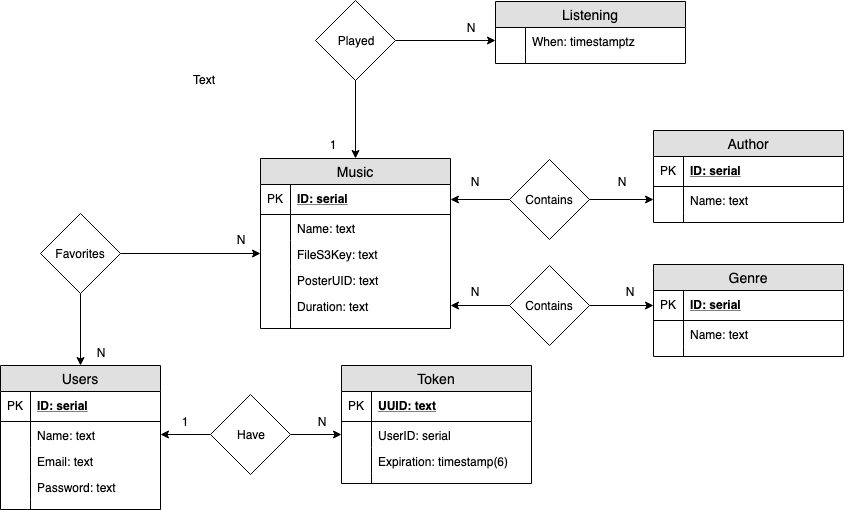 Listening
When: timestamptz
Played
N
1
Text
Music
PK ID: serial
Name: text
FileS3Key: text
PosterUID: text
Duration: text
N
Contains
N
Author
PK ID: serial
Name: text
N
Contains
N
Genre
PK ID: serial
Name: text
Favorites
N
N
Users
PK ID: serial
Name: text
Email: text
Password: text
1
Have
N
Token
PK UUID: text
UserID: serial
Expiration: timestamp(6)